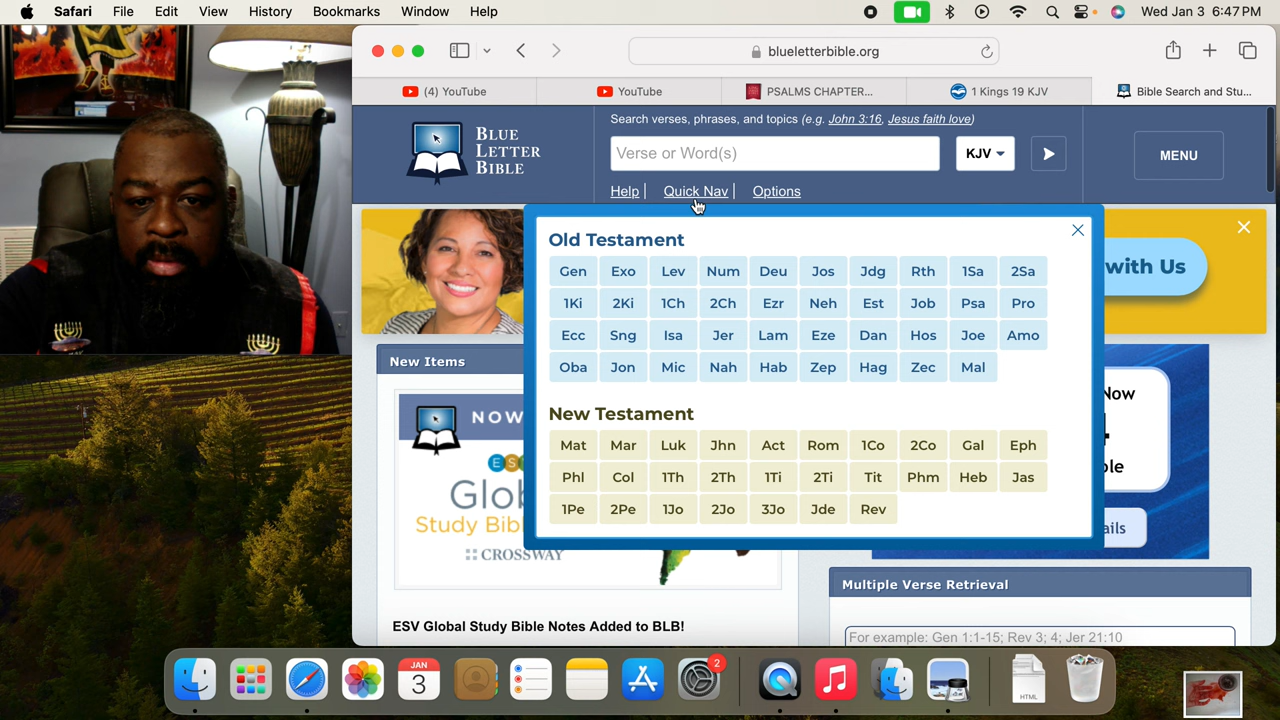 Safari File Edit View History Bookmarks Window Help Wed Jan 3 6:47 PM
blueletterbible.org
(4) YouTube YouTube PSALMS CHAPTER... 1 Kings 19 KJV Bible Search and Stu...
BLUE
LETTER
BIBLE
Search verses, phrases, and topics (e.g. John 3:16, Jesus faith love)
Verse or Word(s) KJV MENU
Help | Quick Nav | Options
with Us
Old Testament
Gen Exo Lev Num Deu Jos Jdg Rth 1Sa 2Sa
1Ki 2Ki 1Ch 2Ch Ezr Neh Est Job Psa Pro
Ecc Sng Isa Jer Lam Eze Dan Hos Joe Amo
Oba Jon Mic Nah Hab Zep Hag Zec Mal
New Testament
Mat Mar Luk Jhn Act Rom 1Co 2Co Gal Eph
Phl Col 1Th 2Th 1Ti 2Ti Tit Phm Heb Jas
1Pe 2Pe 1Jo 2Jo 3Jo Jde Rev
New Items
NOW
ES
Glob
Study Bib
CROSSWAY
ESV Global Study Bible Notes Added to BLB!
Now
ble
ails
Multiple Verse Retrieval
For example: Gen 1:1-15; Rev 3; 4; Jer 21:10
JAN
3
2
HTML